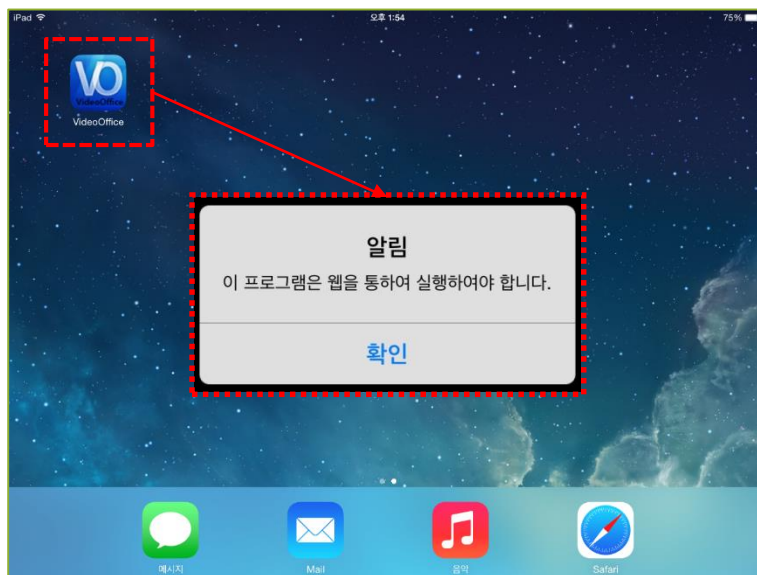 iPad
오후 1:54
75%
VO
VideoOffice
VideoOffice
알림
이 프로그램은 웹을 통하여 실행하여야 합니다.
확인
메시지
Mail
음악
Safari